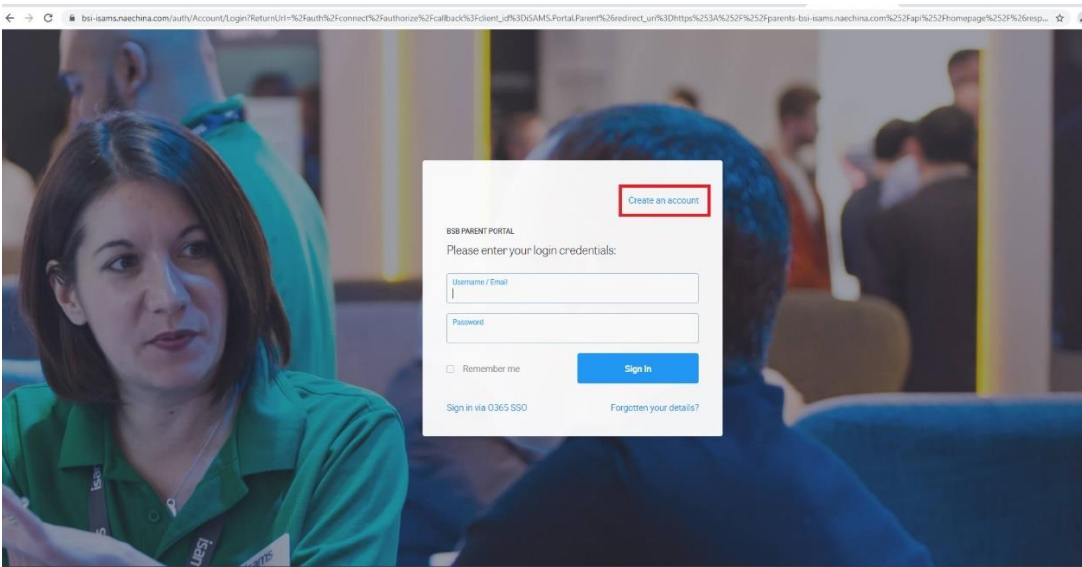 bsi-isams.naechina.com/auth/Account/Login?ReturnUrl=%2Fauth%2Fconnect%2Fauthorize%2Fcallback%3Fclient_id%3DiSAMS.Portal.Parent%26redirect_uri%3Dhttps%253A%252F%252Fparents-bsi-isams.naechina.com%252Fapi%252Fhomepage%252F%26resp...
Create an account
BSB PARENT PORTAL
Please enter your login credentials:
Username / Email
Password
Remember me
Sign In
Sign in via O365 SSO
Forgotten your details?
isams
isams